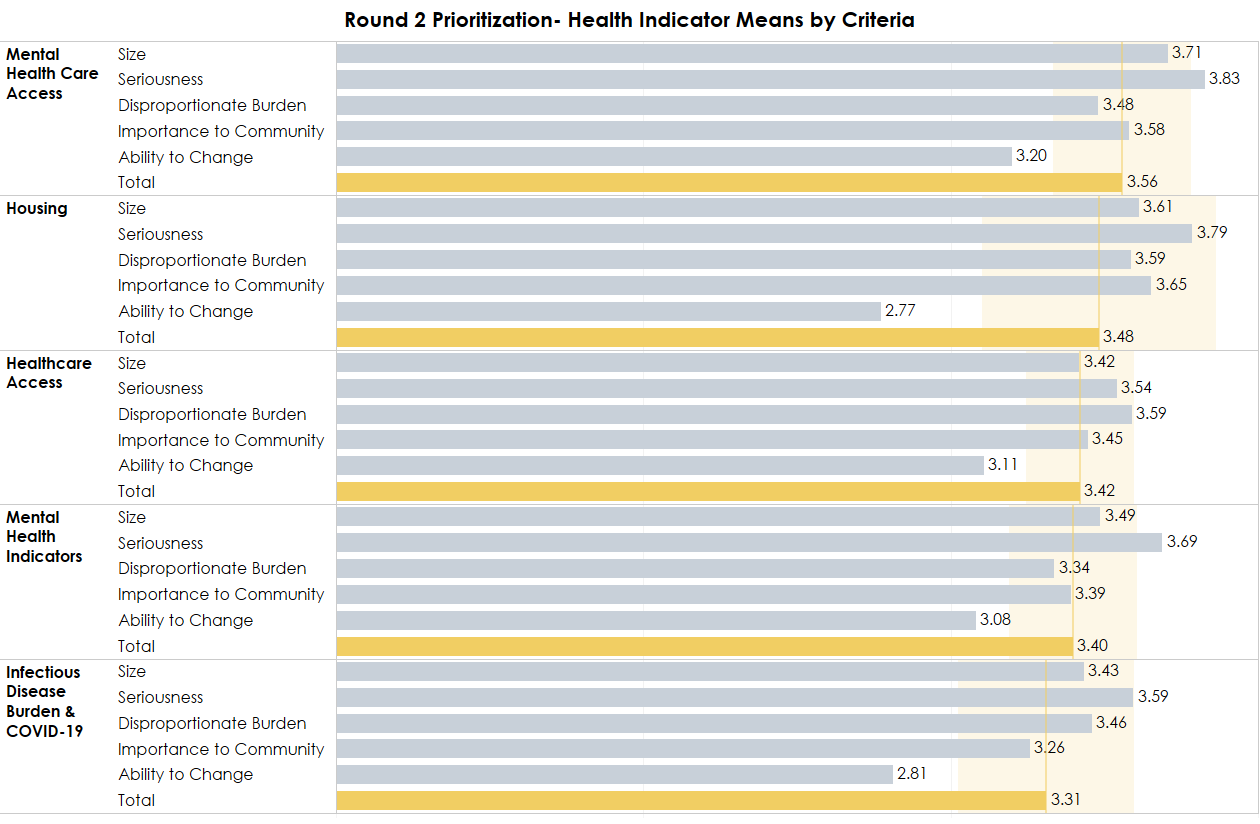 Round 2 Prioritization- Health Indicator Means by Criteria
Mental
Health Care
Access
Size 3.71
Seriousness 3.83
Disproportionate Burden 3.48
Importance to Community 3.58
Ability to Change 3.20
Total 3.56
Housing
Size 3.61
Seriousness 3.79
Disproportionate Burden 3.59
Importance to Community 3.65
Ability to Change 2.77
Total 3.48
Healthcare
Access
Size 3.42
Seriousness 3.54
Disproportionate Burden 3.59
Importance to Community 3.45
Ability to Change 3.11
Total 3.42
Mental
Health
Indicators
Size 3.49
Seriousness 3.69
Disproportionate Burden 3.34
Importance to Community 3.39
Ability to Change 3.08
Total 3.40
Infectious
Disease
Burden &
COVID-19
Size 3.43
Seriousness 3.59
Disproportionate Burden 3.46
Importance to Community 3.26
Ability to Change 2.81
Total 3.31